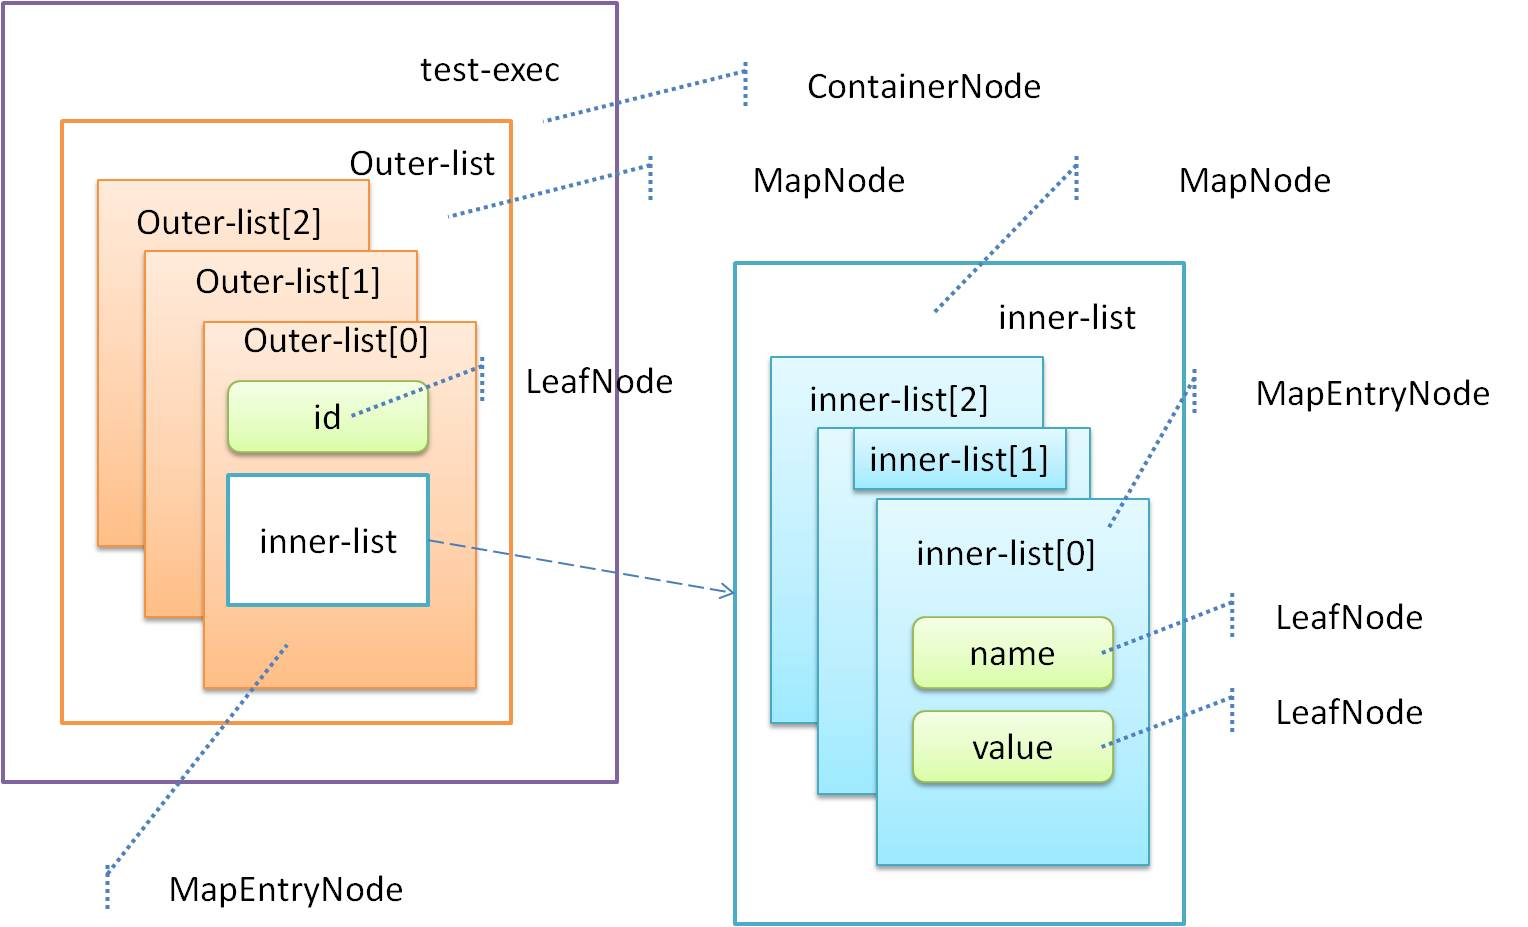 test-exec
ContainerNode
Outer-list
MapNode
MapNode
Outer-list[2]
Outer-list[1]
Outer-list[0]
LeafNode
id
inner-list
MapEntryNode
inner-list
inner-list[2]
MapEntryNode
inner-list[1]
inner-list[0]
name
LeafNode
value
LeafNode